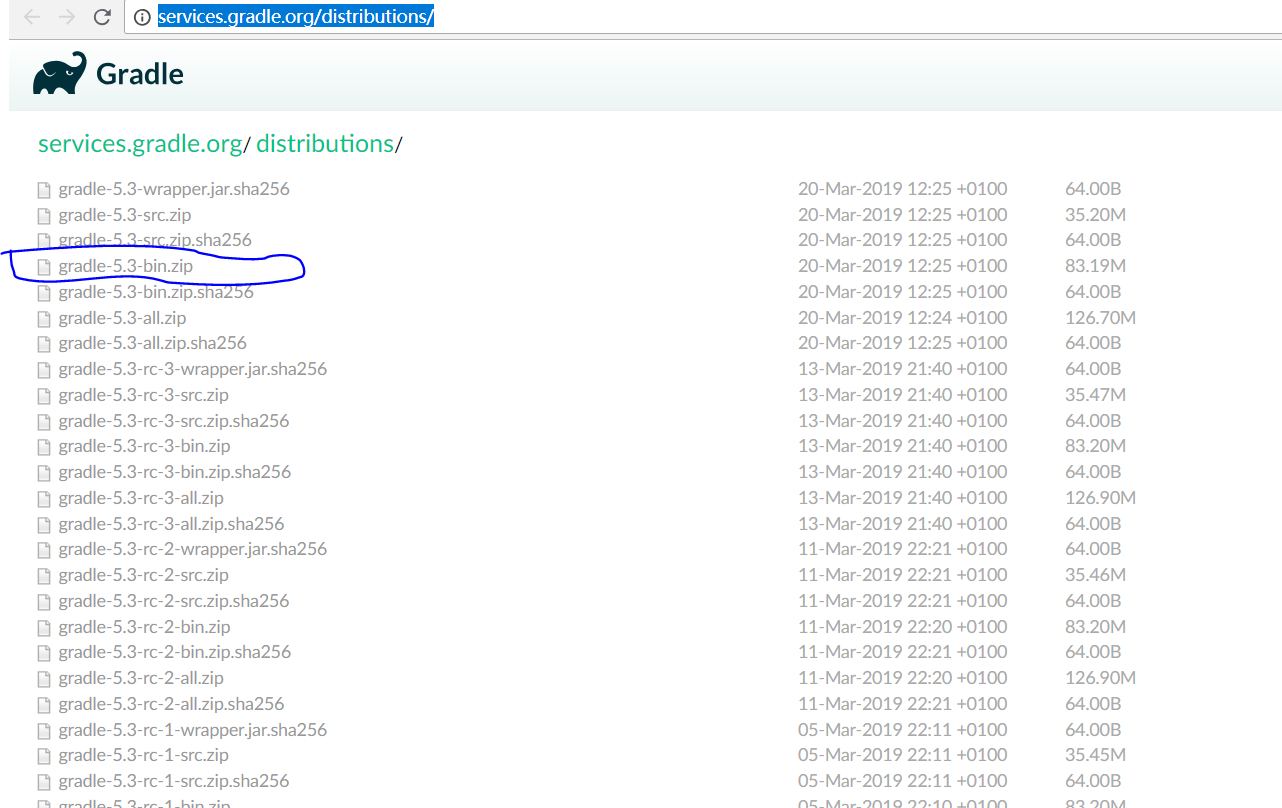 services.gradle.org/distributions/
Gradle
services.gradle.org/ distributions/
gradle-5.3-wrapper.jar.sha256 20-Mar-2019 12:25 +0100 64.00B
gradle-5.3-src.zip 20-Mar-2019 12:25 +0100 35.20M
gradle-5.3-src.zip.sha256 20-Mar-2019 12:25 +0100 64.00B
gradle-5.3-bin.zip 20-Mar-2019 12:25 +0100 83.19M
gradle-5.3-bin.zip.sha256 20-Mar-2019 12:25 +0100 64.00B
gradle-5.3-all.zip 20-Mar-2019 12:24 +0100 126.70M
gradle-5.3-all.zip.sha256 20-Mar-2019 12:25 +0100 64.00B
gradle-5.3-rc-3-wrapper.jar.sha256 13-Mar-2019 21:40 +0100 64.00B
gradle-5.3-rc-3-src.zip 13-Mar-2019 21:40 +0100 35.47M
gradle-5.3-rc-3-src.zip.sha256 13-Mar-2019 21:40 +0100 64.00B
gradle-5.3-rc-3-bin.zip 13-Mar-2019 21:40 +0100 83.20M
gradle-5.3-rc-3-bin.zip.sha256 13-Mar-2019 21:40 +0100 64.00B
gradle-5.3-rc-3-all.zip 13-Mar-2019 21:40 +0100 126.90M
gradle-5.3-rc-3-all.zip.sha256 13-Mar-2019 21:40 +0100 64.00B
gradle-5.3-rc-2-wrapper.jar.sha256 11-Mar-2019 22:21 +0100 64.00B
gradle-5.3-rc-2-src.zip 11-Mar-2019 22:21 +0100 35.46M
gradle-5.3-rc-2-src.zip.sha256 11-Mar-2019 22:21 +0100 64.00B
gradle-5.3-rc-2-bin.zip 11-Mar-2019 22:20 +0100 83.20M
gradle-5.3-rc-2-bin.zip.sha256 11-Mar-2019 22:21 +0100 64.00B
gradle-5.3-rc-2-all.zip 11-Mar-2019 22:20 +0100 126.90M
gradle-5.3-rc-2-all.zip.sha256 11-Mar-2019 22:21 +0100 64.00B
gradle-5.3-rc-1-wrapper.jar.sha256 05-Mar-2019 22:11 +0100 64.00B
gradle-5.3-rc-1-src.zip 05-Mar-2019 22:11 +0100 35.45M
gradle-5.3-rc-1-src.zip.sha256 05-Mar-2019 22:11 +0100 64.00B
gradle-5.3-rc-1-bin.zip 05-Mar-2019 22:10 +0100 83.20M